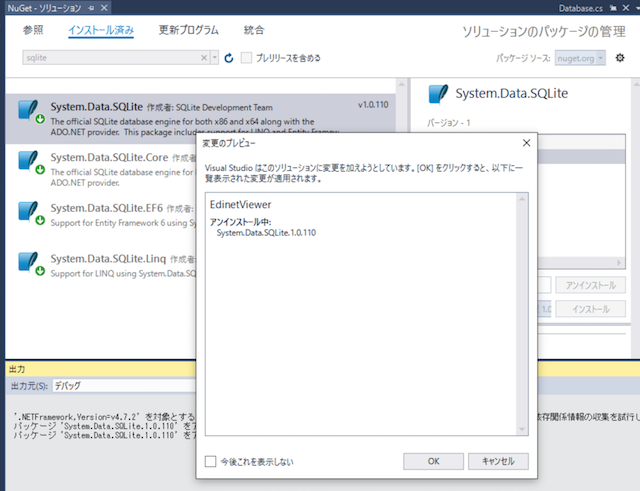 NuGet - ソリューション
Database.cs
参照 インストール済み 更新プログラム 統合
ソリューションのパッケージの管理
sqlite
プレリリースを含める
パッケージ ソース: nuget.org
System.Data.SQLite 作成者: SQLite Development Team v1.0.110
The official SQLite database engine for both x86 and x64 along with the
ADO.NET provider. This package includes support for LINQ and Entity Framew
System.Data.SQLite.Core 作成者:
The official SQLite database engine for
ADO.NET provider.
System.Data.SQLite.EF6 作成者:
Support for Entity Framework 6 using Sy
System.Data.SQLite.Linq 作成者:
Support for LINQ using System.Data.SQ
System.Data.SQLite
バージョン - 1
アンインストール
1.0
インストール
変更のプレビュー
Visual Studio はこのソリューションに変更を加えようとしています。[OK] をクリックすると、以下に一
覧表示された変更が適用されます。
EdinetViewer
アンインストール中:
System.Data.SQLite.1.0.110
今後これを表示しない
OK
キャンセル
出力
出力元(S): デバッグ
'.NETFramework,Version=v4.7.2' を対象とする
存関係情報の収集を試行し
パッケージ 'System.Data.SQLite.1.0.110' を
パッケージ 'System.Data.SQLite.1.0.110' を